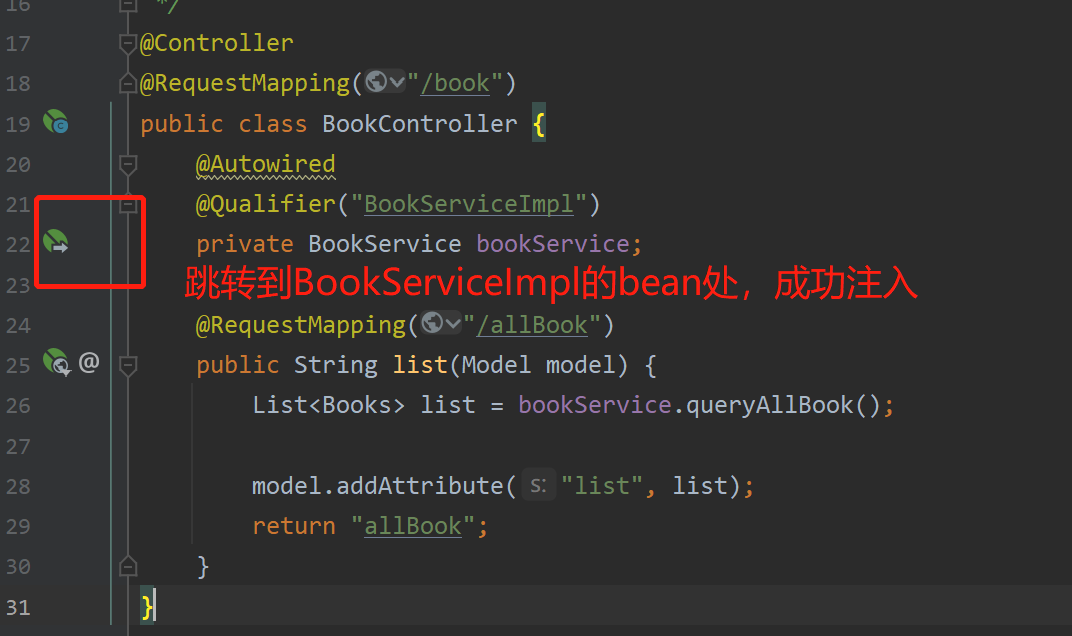 16 */
17 @Controller
18 @RequestMapping("/book")
19 public class BookController {
20 @Autowired
21 @Qualifier("BookServiceImpl")
22 private BookService bookService;
23 跳转到BookServiceImpl的bean处，成功注入
24 @RequestMapping("/allBook")
25 @ public String list(Model model) {
26 List<Books> list = bookService.queryAllBook();
27
28 model.addAttribute( s: "list", list);
29 return "allBook";
30 }
31 }